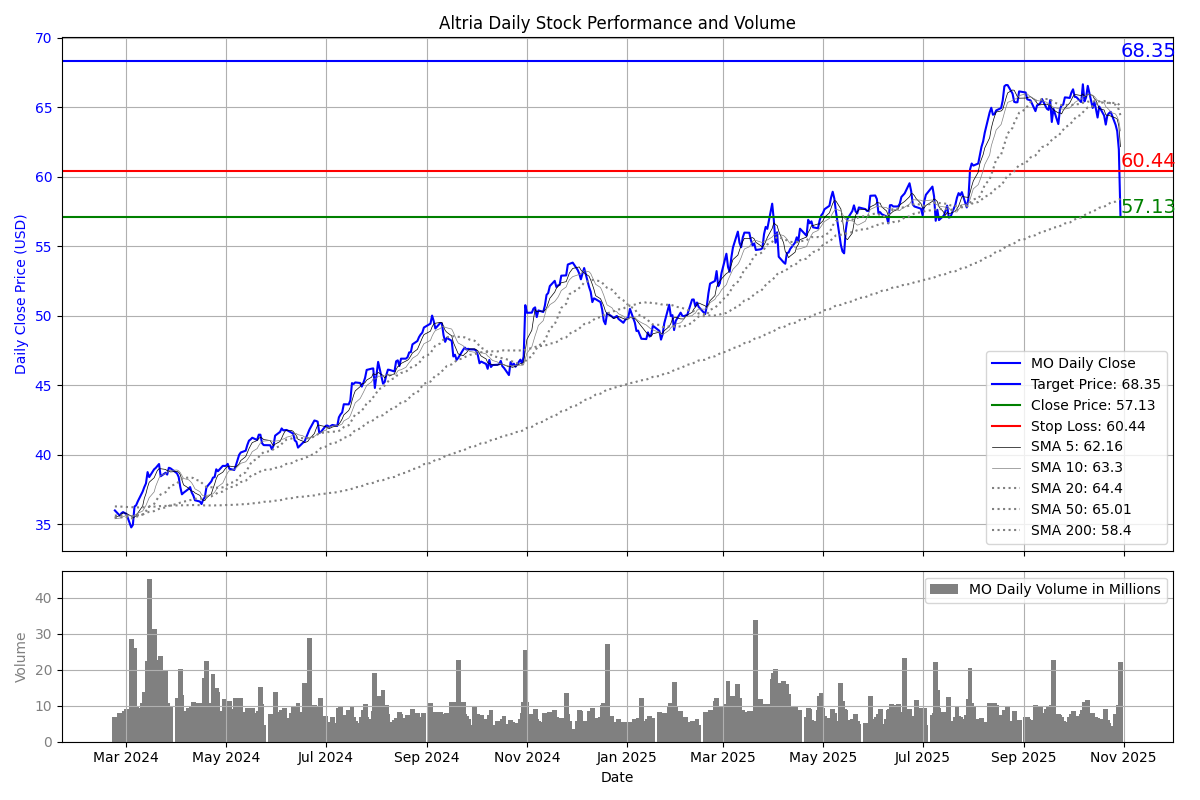 Altria Daily Stock Performance and Volume
Daily Close Price (USD)
70
65
60
55
50
45
40
35
68.35
60.44
57.13
MO Daily Close
Target Price: 68.35
Close Price: 57.13
Stop Loss: 60.44
SMA 5: 62.16
SMA 10: 63.3
SMA 20: 64.4
SMA 50: 65.01
SMA 200: 58.4
Volume
40
30
20
10
0
MO Daily Volume in Millions
Mar 2024 May 2024 Jul 2024 Sep 2024 Nov 2024 Jan 2025 Mar 2025 May 2025 Jul 2025 Sep 2025 Nov 2025
Date